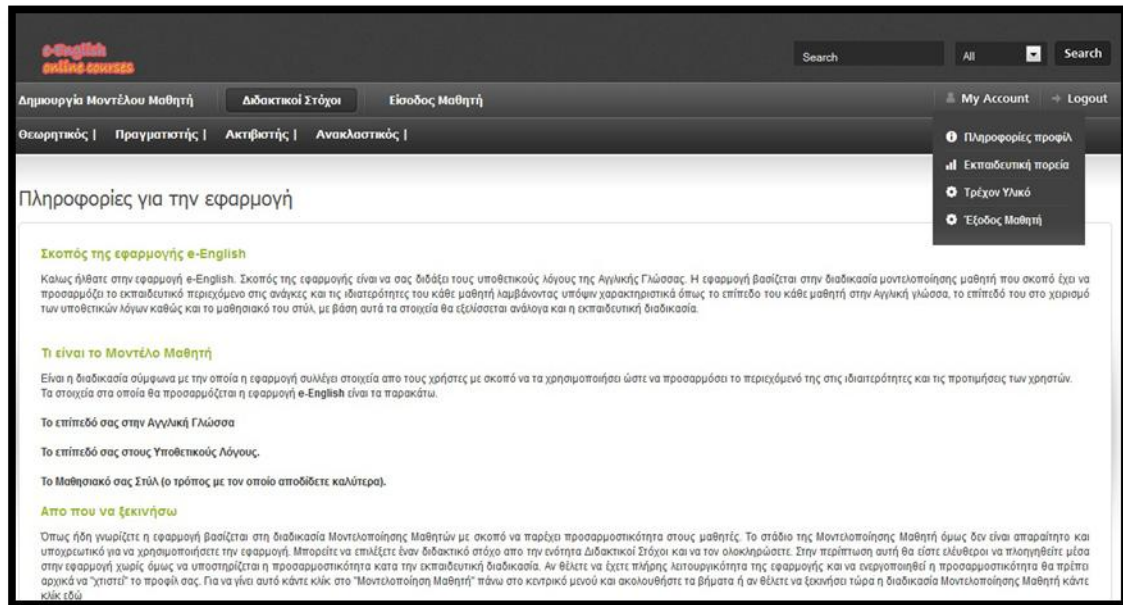 e-English
online courses
Search
All
Search
Δημιουργία Μοντέλου Μαθητή
Διδακτικοί Στόχοι
Είσοδος Μαθητή
My Account
Logout
Θεωρητικός | Πραγματιστής | Ακτιβιστής | Ανακλαστικός |
Πληροφορίες προφίλ
Εκπαιδευτική πορεία
Τρέχον Υλικό
Έξοδος Μαθητή
Πληροφορίες για την εφαρμογή
Σκοπός της εφαρμογής e-English
Καλως ήλθατε στην εφαρμογή e-English. Σκοπός της εφαρμογής είναι να σας διδάξει τους υποθετικούς λόγους της Αγγλικής Γλώσσας. Η εφαρμογή βασίζεται στην διαδικασία μοντελοποίησης μαθητή που σκοπό έχει να
προσαρμόζει το εκπαιδευτικό περιεχόμενο στις ανάγκες και τις ιδιατερότητες του κάθε μαθητή λαμβάνοντας υπόψιν χαρακτηριστικά όπως το επίπεδο του κάθε μαθητή στην Αγγλική γλώσσα, το επίπεδό του στο χειρισμό
των υποθετικών λόγων καθώς και το μαθησιακό του στύλ, με βάση αυτά τα στοιχεία θα εξελίσσεται ανάλογα και η εκπαιδευτική διαδικασία.
Τι είναι το Μοντέλο Μαθητή
Είναι η διαδικασία σύμφωνα με την οποία η εφαρμογή συλλέγει στοιχεία απο τους χρήστες με σκοπό να τα χρησιμοποιήσει ώστε να προσαρμόσει το περιεχόμενό της στις ιδιαιτερότητες και τις προτιμήσεις των χρηστών.
Τα στοιχεία στα οποία θα προσαρμόζεται η εφαρμογή e-English είναι τα παρακάτω.
Το επίπεδό σας στην Αγγλική Γλώσσα
Το επίπεδό σας στους Υποθετικούς Λόγους.
Το Μαθησιακό σας Στύλ (ο τρόπος με τον οποίο αποδίδετε καλύτερα).
Απο που να ξεκινήσω
Όπως ήδη γνωρίζετε η εφαρμογή βασίζεται στη διαδικασία Μοντελοποίησης Μαθητών με σκοπό να παρέχει προσαρμοστικότητα στους μαθητές. Το στάδιο της Μοντελοποίησης Μαθητή όμως δεν είναι απαραίτητο και
υποχρεωτικό για να χρησιμοποιήσετε την εφαρμογή. Μπορείτε να επιλέξετε έναν διδακτικό στόχο απο την ενότητα Διδακτικοί Στόχοι και να τον ολοκληρώσετε. Στην περίπτωση αυτή θα είστε ελέυθεροι να πλοηγηθείτε μέσα
στην εφαρμογή χωρίς όμως να υποστηρίζεται η προσαρμοστικότητα κατα την εκπαιδευτική διαδικασία. Αν θέλετε να έχετε πλήρης λειτουργικότητα της εφαρμογής και να ενεργοποιηθεί η προσαρμοστικότητα θα πρέπει
αρχικά να "χτιστεί" το προφίλ σας. Για να γίνει αυτό κάντε κλίκ στο "Μοντελοποίηση Μαθητή" πάνω στο κεντρικό μενού και ακολουθήστε τα βήματα ή αν θέλετε να ξεκινήσει τώρα η διαδικασία Μοντελοποίησης Μαθητή κάντε
κλίκ εδώ